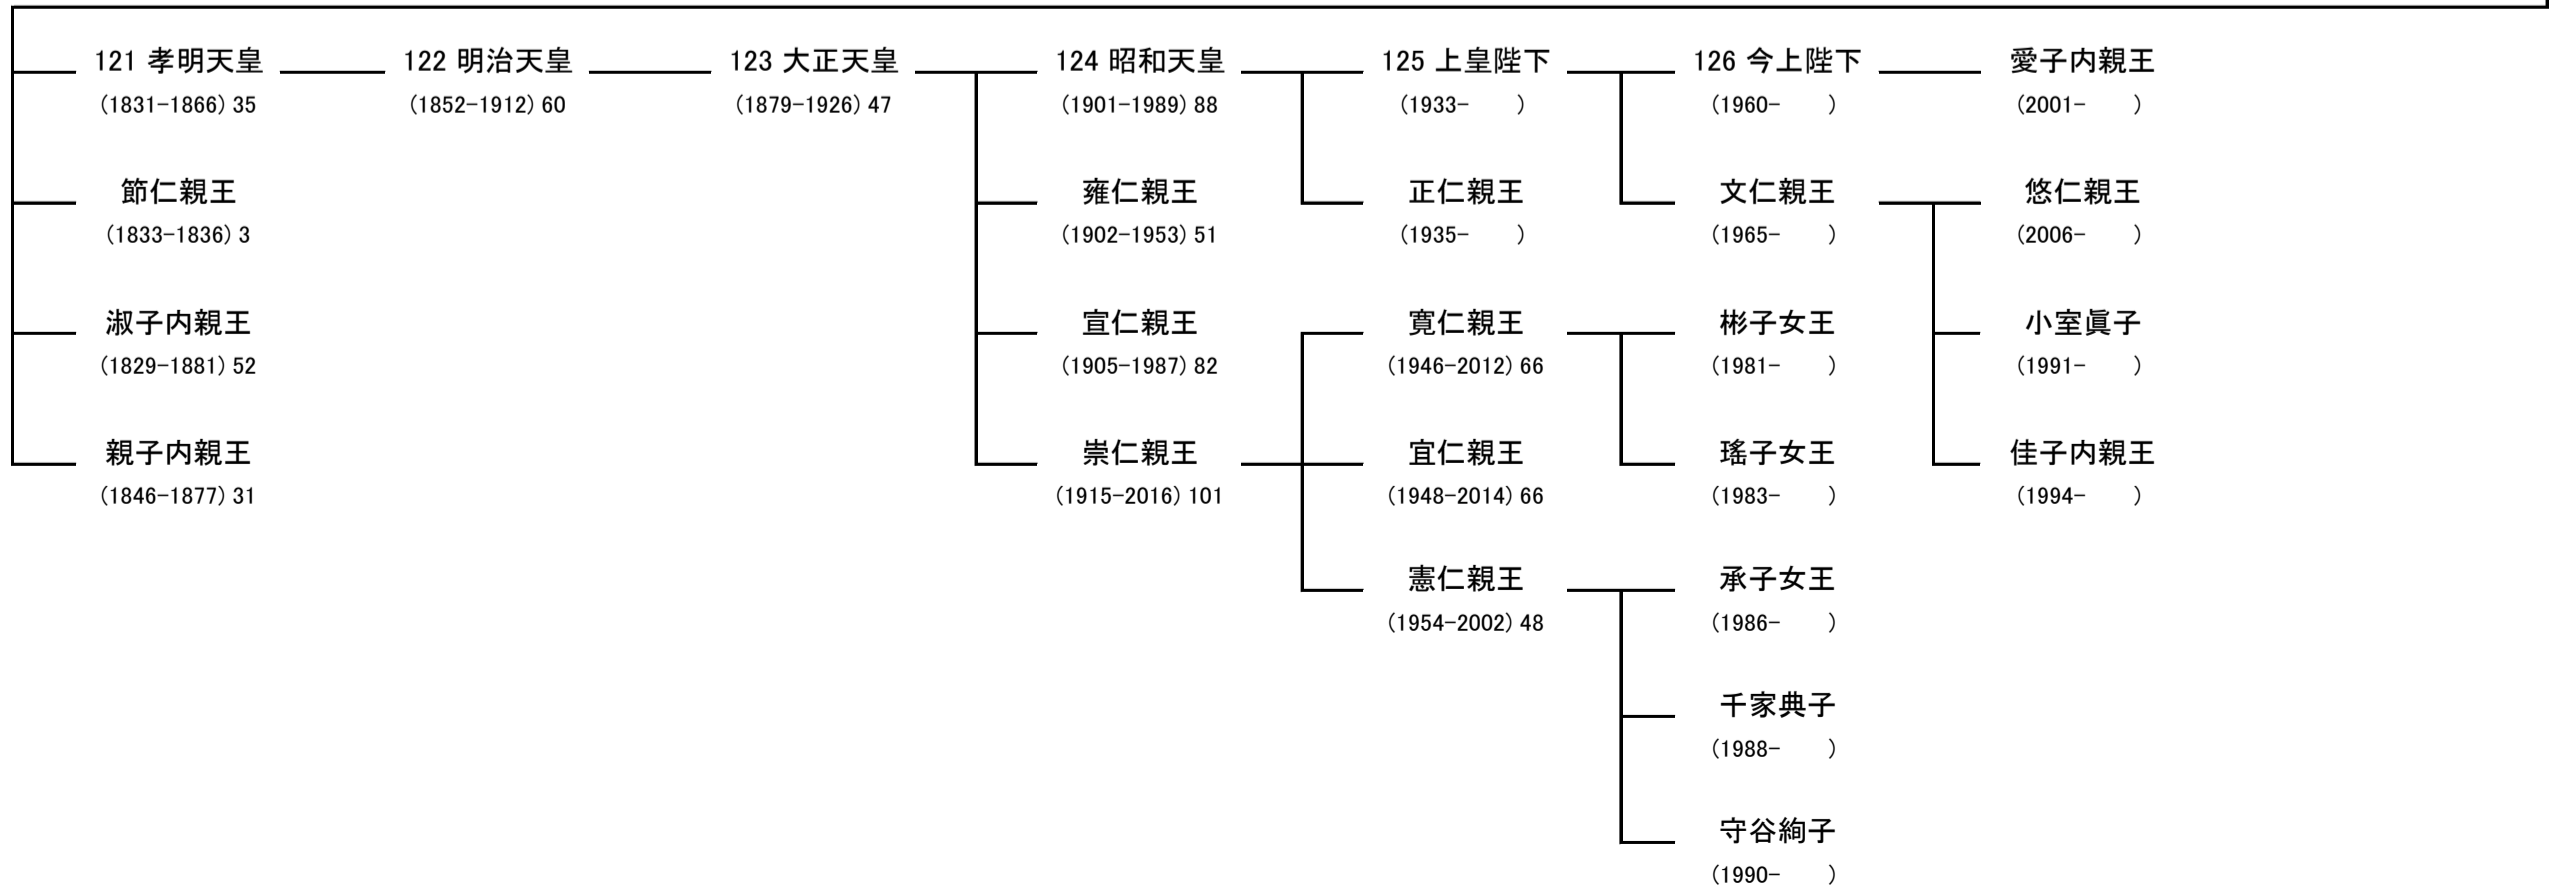 121 孝明天皇
(1831-1866) 35
122 明治天皇
(1852-1912) 60
123 大正天皇
(1879-1926) 47
124 昭和天皇
(1901-1989) 88
125 上皇陛下
(1933-　)
126 今上陛下
(1960-　)
愛子内親王
(2001-　)
節仁親王
(1833-1836) 3
雍仁親王
(1902-1953) 51
正仁親王
(1935-　)
文仁親王
(1965-　)
悠仁親王
(2006-　)
淑子内親王
(1829-1881) 52
宣仁親王
(1905-1987) 82
寛仁親王
(1946-2012) 66
彬子女王
(1981-　)
小室眞子
(1991-　)
親子内親王
(1846-1877) 31
崇仁親王
(1915-2016) 101
宜仁親王
(1948-2014) 66
瑤子女王
(1983-　)
佳子内親王
(1994-　)
憲仁親王
(1954-2002) 48
承子女王
(1986-　)
千家典子
(1988-　)
守谷絢子
(1990-　)